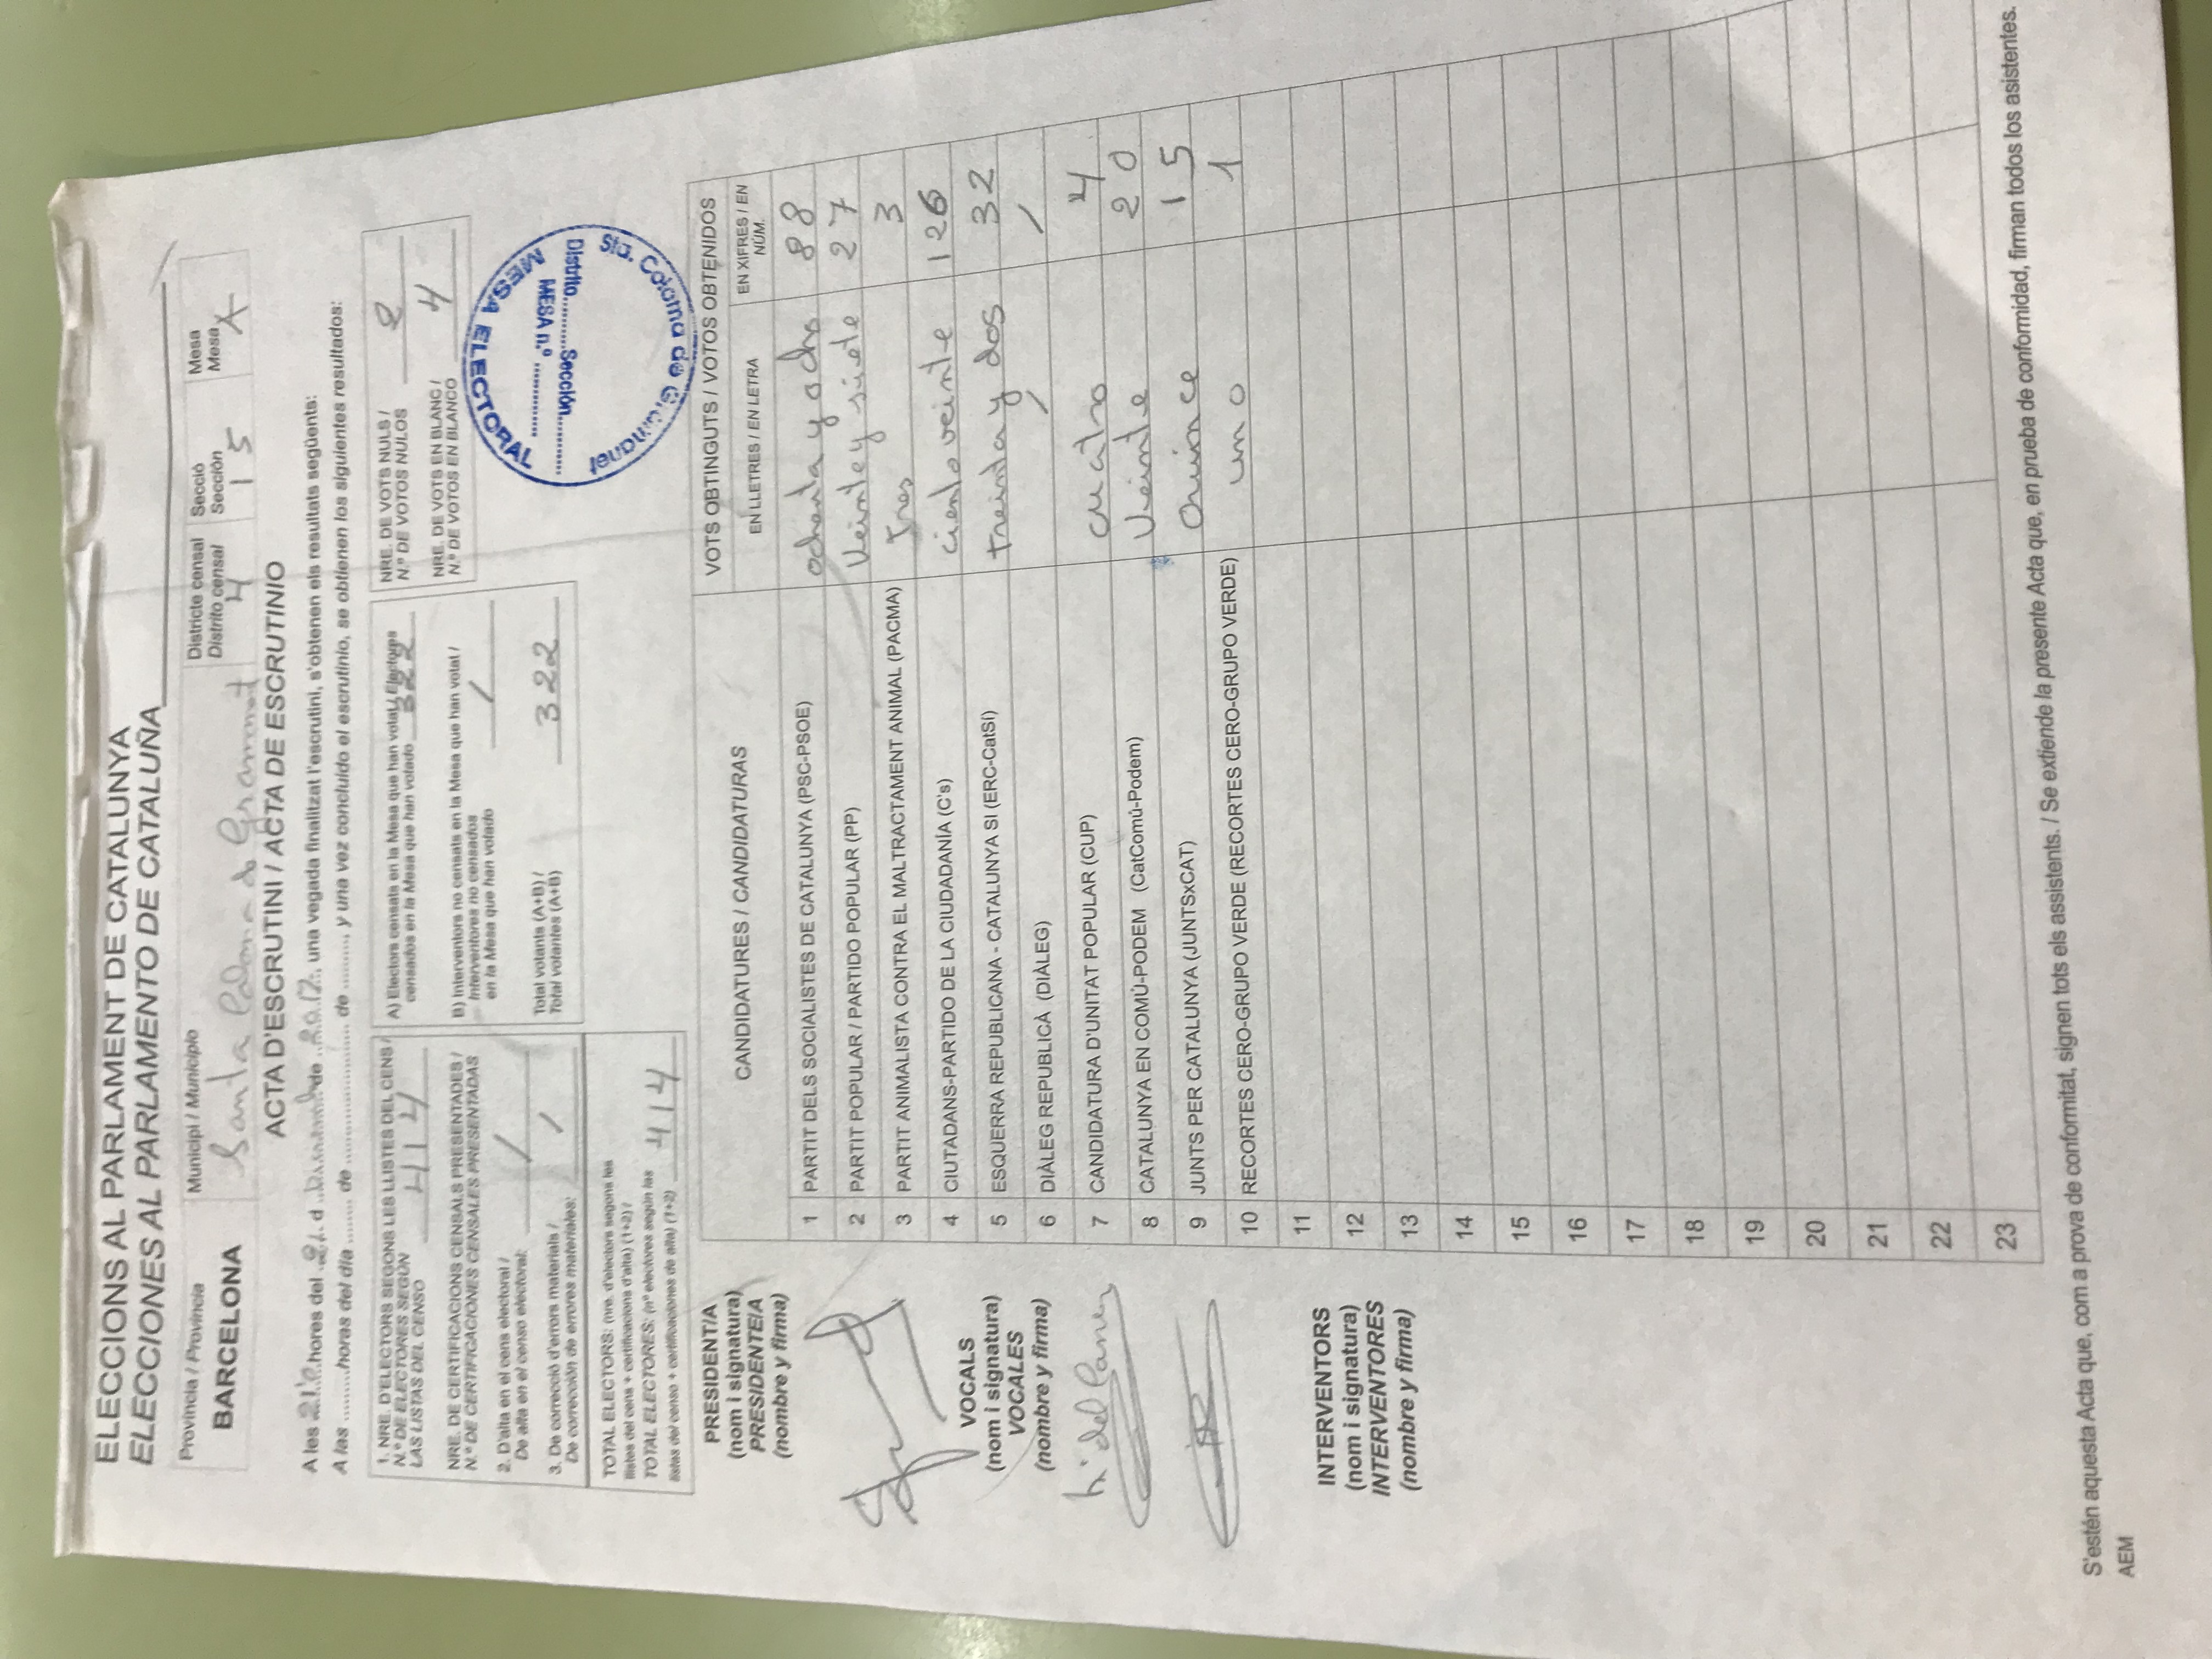 ELECCIONS AL PARLAMENT DE CATALUNYA
ELECCIONES AL PARLAMENTO DE CATALUÑA
Província / Provincia
BARCELONA
Municipi / Municipio
Santa Coloma de Gramenet
Districte censal
Distrito censal
4
Secció
Sección
15
Mesa
Mesa
A
ACTA D'ESCRUTINI / ACTA DE ESCRUTINIO
A les 21'0 hores del 21 d de 2017, una vegada finalitzat l'escrutini, s'obtenen els resultats següents:
A las .........horas del día ........ de ........................ de ........., y una vez concluido el escrutinio, se obtienen los siguientes resultados:
1. NRE. D'ELECTORS SEGONS LES LLISTES DEL CENS /
N.º DE ELECTORES SEGÚN
LAS LISTAS DEL CENSO 414
NRE. DE CERTIFICACIONS CENSALS PRESENTADES /
N.º DE CERTIFICACIONES CENSALES PRESENTADAS
2. D'alta en el cens electoral /
De alta en el censo electoral: /
3. De correcció d'errors materials /
De corrección de errores materiales: /
TOTAL ELECTORS: (nre. d'electors segons les
llistes del cens + certificacions d'alta) (1+2) /
TOTAL ELECTORES: (nº electores según las
listas del censo + certificaciones de alta) (1+2) 414
A) Electors censats en la Mesa que han votat / Electores
censados en la Mesa que han votado 322
B) Interventors no censats en la Mesa que han votat /
Interventores no censados
en la Mesa que han votado /
Total votants (A+B) /
Total votantes (A+B) 322
NRE. DE VOTS NULS /
N.º DE VOTOS NULOS 2
NRE. DE VOTS EN BLANC /
N.º DE VOTOS EN BLANCO 4
MESA ELECTORAL
MESA n.º ...............
Distrito..........Sección..........
Sta. Coloma de Gramanet
PRESIDENT/A
(nom i signatura)
PRESIDENTE/A
(nombre y firma)
VOCALS
(nom i signatura)
VOCALES
(nombre y firma)
INTERVENTORS
(nom i signatura)
INTERVENTORES
(nombre y firma)
CANDIDATURES / CANDIDATURAS
VOTS OBTINGUTS / VOTOS OBTENIDOS
EN LLETRES / EN LETRA
EN XIFRES / EN
NÚM.
1 PARTIT DELS SOCIALISTES DE CATALUNYA (PSC-PSOE) ochenta y ocho 88
2 PARTIT POPULAR / PARTIDO POPULAR (PP) Veinte y siete 27
3 PARTIT ANIMALISTA CONTRA EL MALTRACTAMENT ANIMAL (PACMA) Tres 3
4 CIUTADANS-PARTIDO DE LA CIUDADANÍA (C's) ciento veinte 126
5 ESQUERRA REPUBLICANA - CATALUNYA SI (ERC-CatSí) treinta y dos 32
6 DIÀLEG REPUBLICÀ (DIÀLEG) / /
7 CANDIDATURA D'UNITAT POPULAR (CUP) cuatro 4
8 CATALUNYA EN COMÚ-PODEM (CatComú-Podem) Veinte 20
9 JUNTS PER CATALUNYA (JUNTSxCAT) Quince 15
10 RECORTES CERO-GRUPO VERDE (RECORTES CERO-GRUPO VERDE) uno 1
11
12
13
14
15
16
17
18
19
20
21
22
23
S'estén aquesta Acta que, com a prova de conformitat, signen tots els assistents. / Se extiende la presente Acta que, en prueba de conformidad, firman todos los asistentes.
AEM